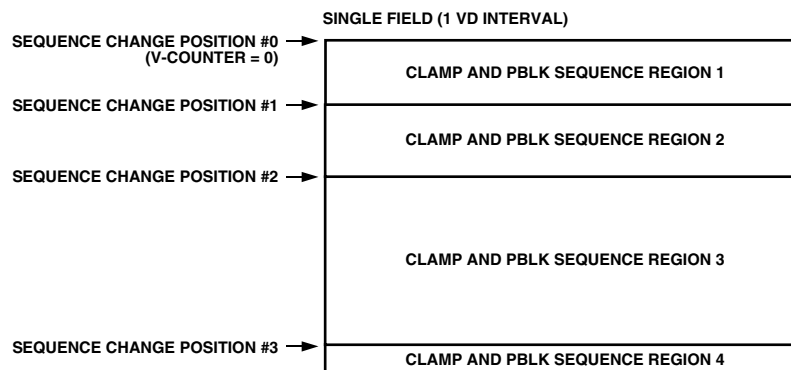 SINGLE FIELD (1 VD INTERVAL)
SEQUENCE CHANGE POSITION #0
(V-COUNTER = 0)
CLAMP AND PBLK SEQUENCE REGION 1
SEQUENCE CHANGE POSITION #1
CLAMP AND PBLK SEQUENCE REGION 2
SEQUENCE CHANGE POSITION #2
CLAMP AND PBLK SEQUENCE REGION 3
SEQUENCE CHANGE POSITION #3
CLAMP AND PBLK SEQUENCE REGION 4